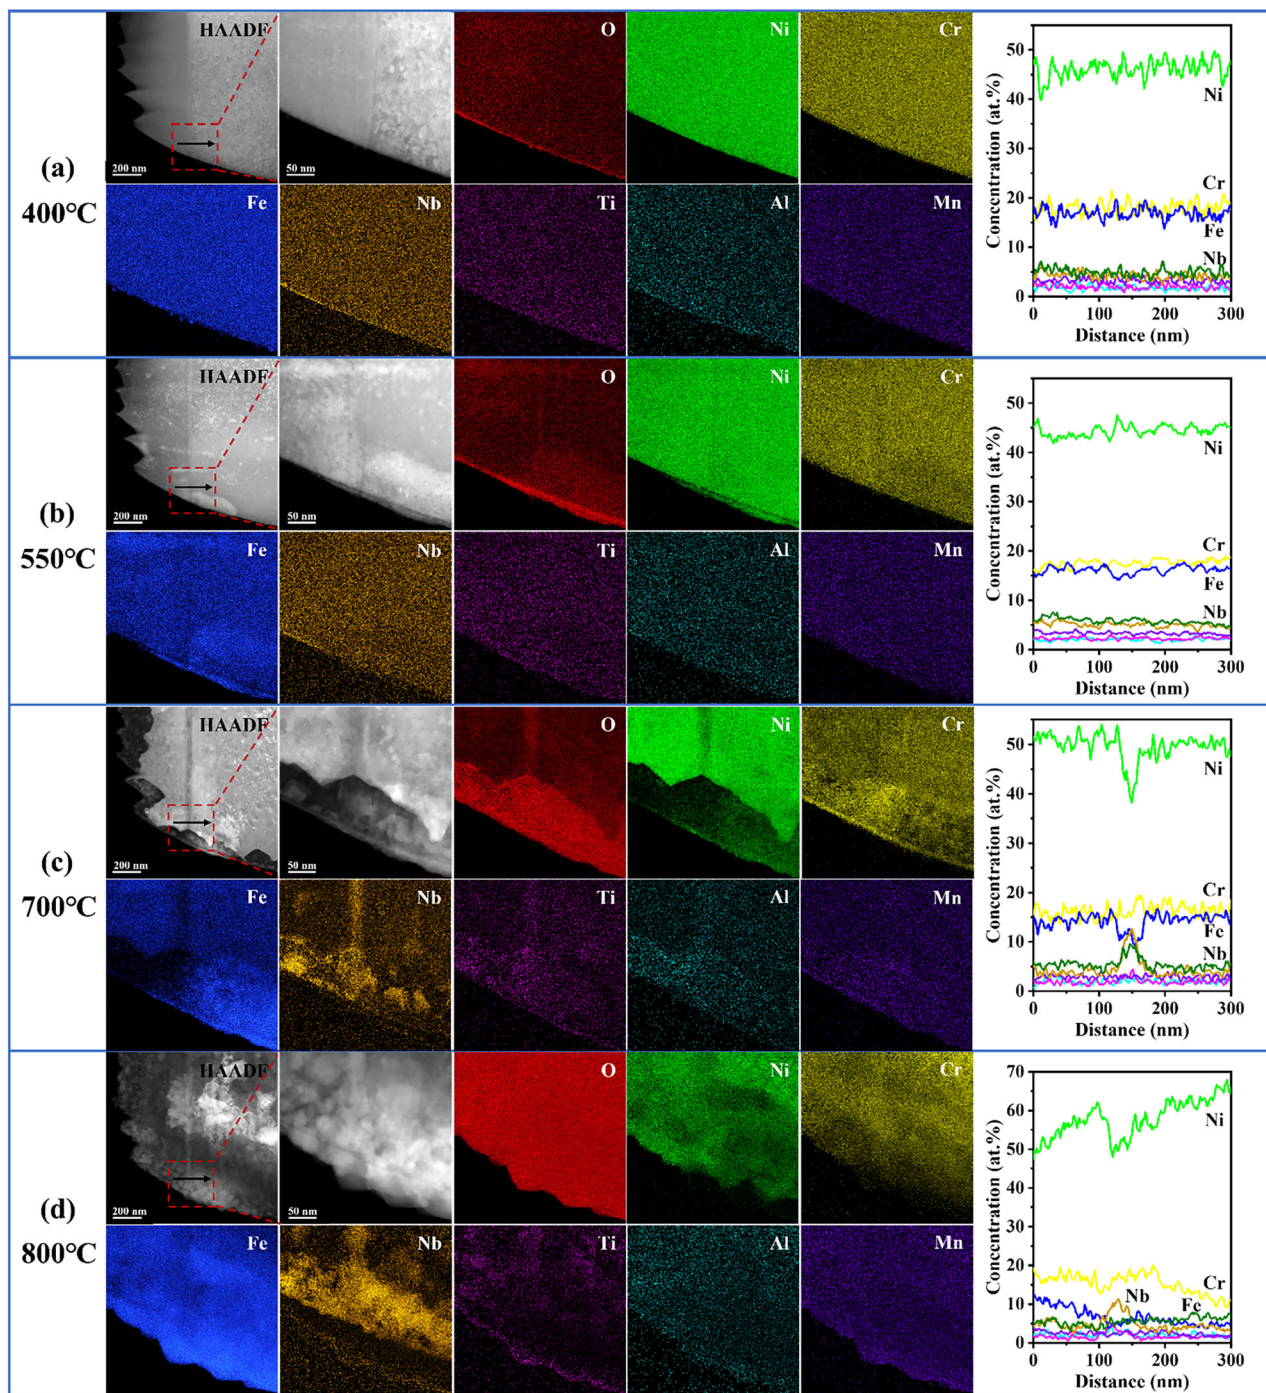 (a)
400℃
HAADF
200 nm
50 nm
O
Ni
Cr
Fe
Nb
Ti
Al
Mn
Concentration (at.%)
50
40
30
20
10
0
Ni
Cr
Fe
Nb
0 100 200 300
Distance (nm)
(b)
550℃
HAADF
200 nm
50 nm
O
Ni
Cr
Fe
Nb
Ti
Al
Mn
Concentration (at.%)
50
40
30
20
10
0
Ni
Cr
Fe
Nb
0 100 200 300
Distance (nm)
(c)
700℃
HAADF
200 nm
50 nm
O
Ni
Cr
Fe
Nb
Ti
Al
Mn
Concentration (at.%)
50
40
30
20
10
0
Ni
Cr
Fe
Nb
0 100 200 300
Distance (nm)
(d)
800℃
HAADF
200 nm
50 nm
O
Ni
Cr
Fe
Nb
Ti
Al
Mn
Concentration (at.%)
70
60
50
40
30
20
10
0
Ni
Cr
Nb
Fe
0 100 200 300
Distance (nm)